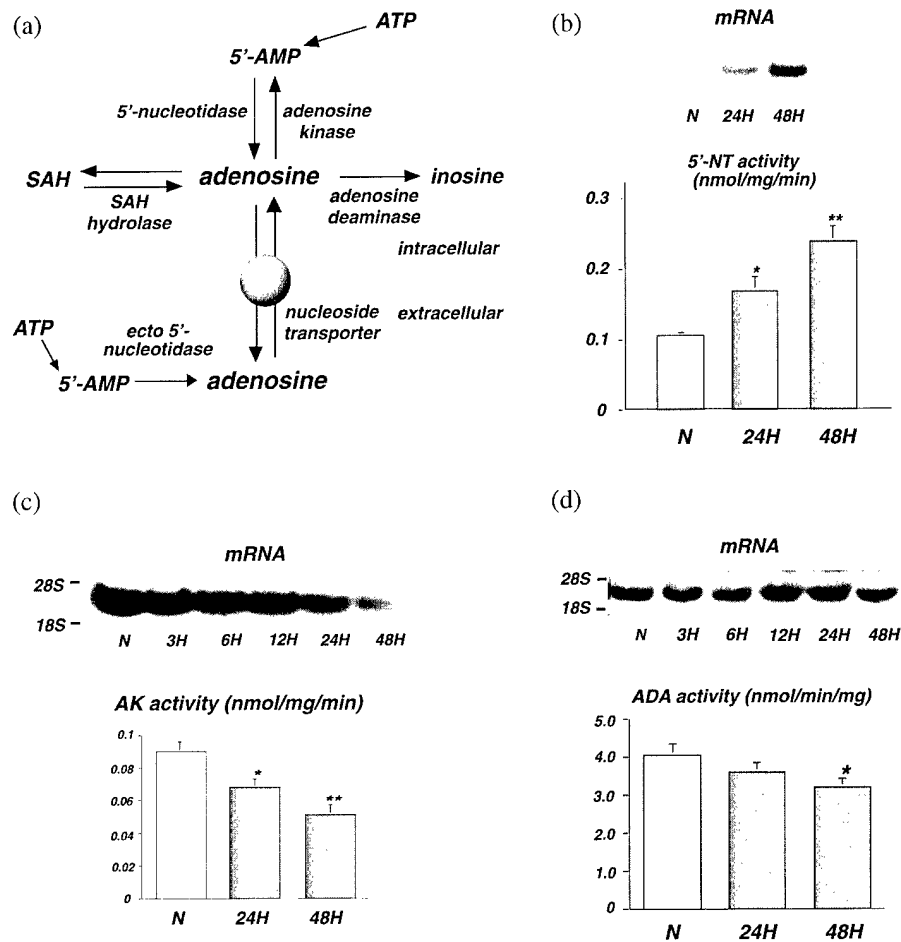 (a)
ATP
5'-AMP
5'-nucleotidase
adenosine
kinase
SAH
adenosine
inosine
SAH
hydrolase
adenosine
deaminase
intracellular
nucleoside
transporter
extracellular
ATP
ecto 5'-
nucleotidase
5'-AMP
adenosine
(b)
mRNA
N 24H 48H
5'-NT activity
(nmol/mg/min)
0.3
**
0.2
*
0.1
0
N 24H 48H
(c)
mRNA
28S
18S
N 3H 6H 12H 24H 48H
AK activity (nmol/mg/min)
0.1
0.08
*
0.06
**
0.04
0.02
0
N 24H 48H
(d)
mRNA
28S
18S
N 3H 6H 12H 24H 48H
ADA activity (nmol/min/mg)
5.0
4.0
*
3.0
4.0
1.0
0
N 24H 48H